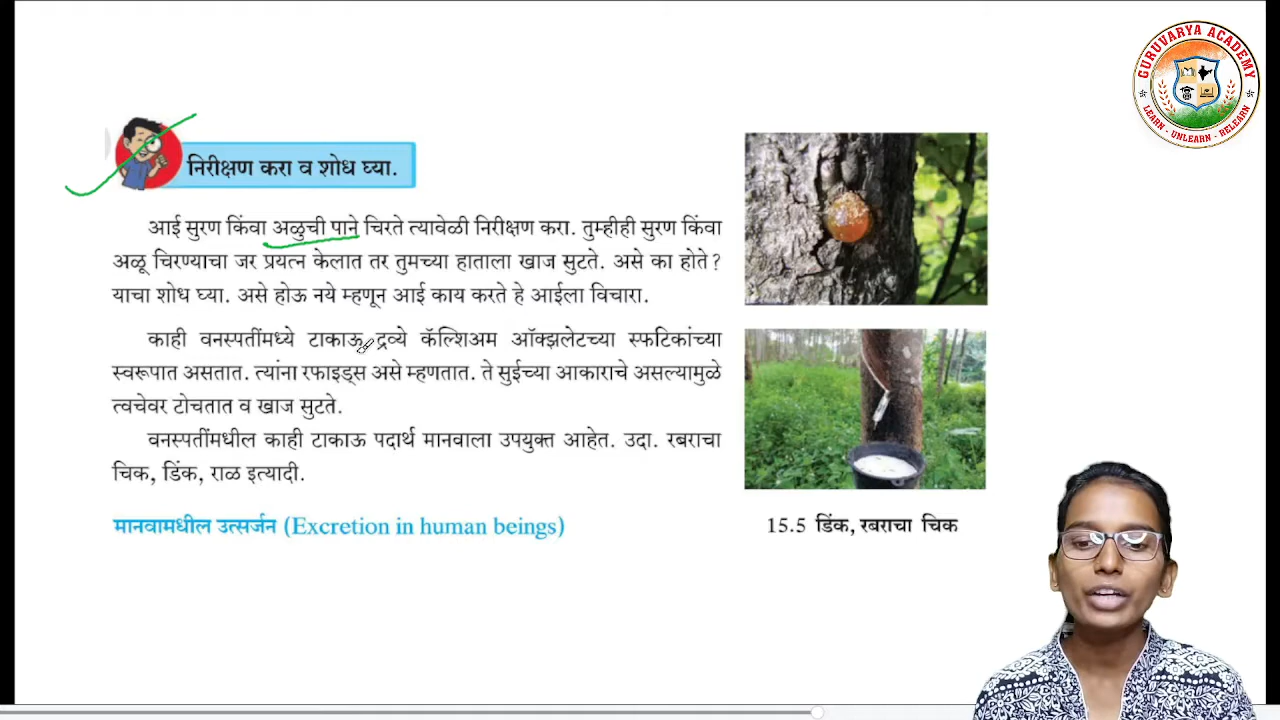 GURUVARYA ACADEMY
LEARN - UNLEARN - RELEARN
निरीक्षण करा व शोध घ्या.
आई सुरण किंवा अळुची पाने चिरते त्यावेळी निरीक्षण करा. तुम्हीही सुरण किंवा
अळू चिरण्याचा जर प्रयत्न केलात तर तुमच्या हाताला खाज सुटते. असे का होते?
याचा शोध घ्या. असे होऊ नये म्हणून आई काय करते हे आईला विचारा.
काही वनस्पतींमध्ये टाकाऊ द्रव्ये कॅल्शिअम ऑक्झलेटच्या स्फटिकांच्या
स्वरूपात असतात. त्यांना रफाइड्स असे म्हणतात. ते सुईच्या आकाराचे असल्यामुळे
त्वचेवर टोचतात व खाज सुटते.
वनस्पतींमधील काही टाकाऊ पदार्थ मानवाला उपयुक्त आहेत. उदा. रबराचा
चिक, डिंक, राळ इत्यादी.
मानवामधील उत्सर्जन (Excretion in human beings)
15.5 डिंक, रबराचा चिक